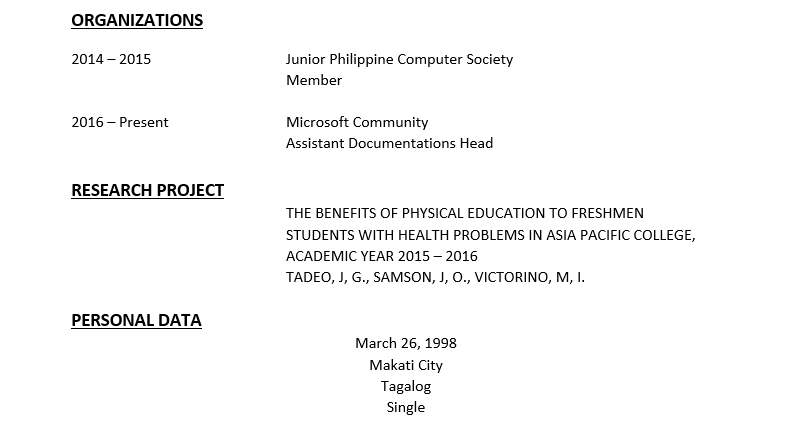 ORGANIZATIONS
2014 – 2015 Junior Philippine Computer Society
Member
2016 – Present Microsoft Community
Assistant Documentations Head
RESEARCH PROJECT
THE BENEFITS OF PHYSICAL EDUCATION TO FRESHMEN
STUDENTS WITH HEALTH PROBLEMS IN ASIA PACIFIC COLLEGE,
ACADEMIC YEAR 2015 – 2016
TADEO, J, G., SAMSON, J, O., VICTORINO, M, I.
PERSONAL DATA
March 26, 1998
Makati City
Tagalog
Single